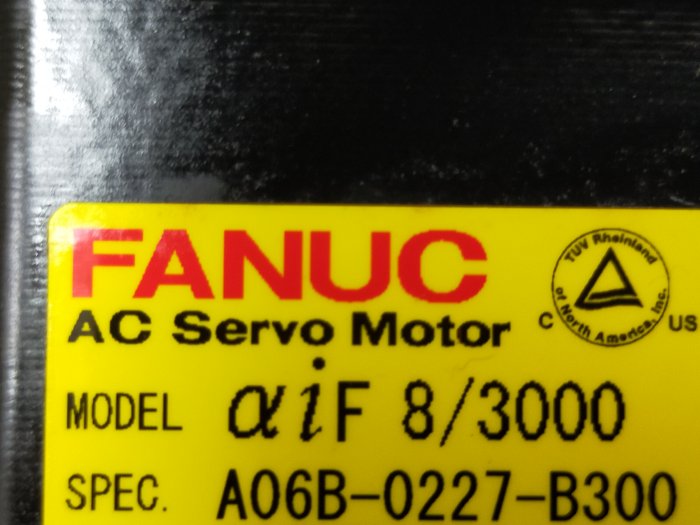 FANUC
AC Servo Motor
TUV Rheinland
of North America, Inc.
C US
MODEL αiF 8/3000
SPEC. A06B-0227-B300